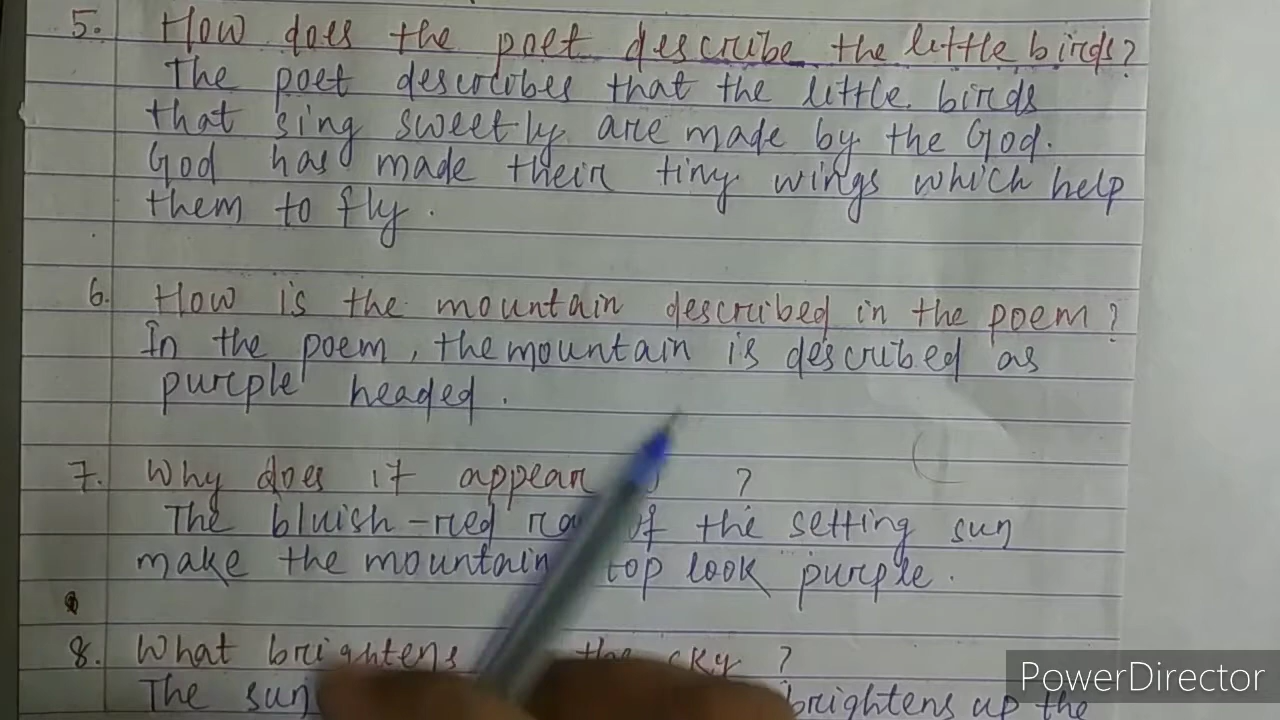 5. How does the poet describe the little birds?
The poet describes that the little birds
that sing sweetly are made by the God.
God has made their tiny wings which help
them to fly.
6. How is the mountain described in the poem?
In the poem, the mountain is described as
purple headed.
7. Why does it appear ?
The bluish-red of the setting sun
make the mountain top look purple.
8. What brightens the sky ?
The sun brightens up the
PowerDirector